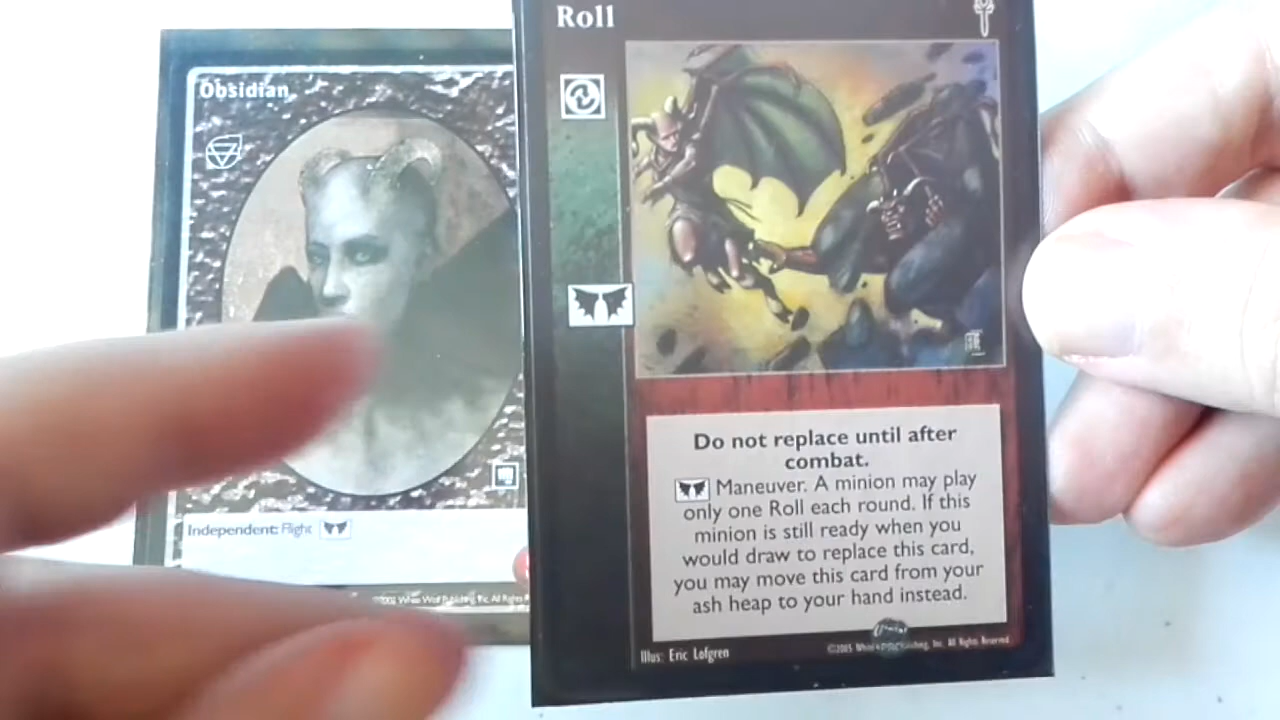 Obsidian
Independent: Flight
Roll
Do not replace until after
combat.
Maneuver. A minion may play
only one Roll each round. If this
minion is still ready when you
would draw to replace this card,
you may move this card from your
ash heap to your hand instead.
Illus: Eric Lofgren
©2005 White Wolf Publishing, Inc. All Rights Reserved